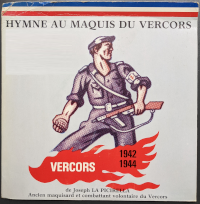 HYMNE AU MAQUIS DU VERCORS
1942
VERCORS
1944
de Joseph LA PICIRELLA
Ancien maquisard et combattant volontaire du Vercors